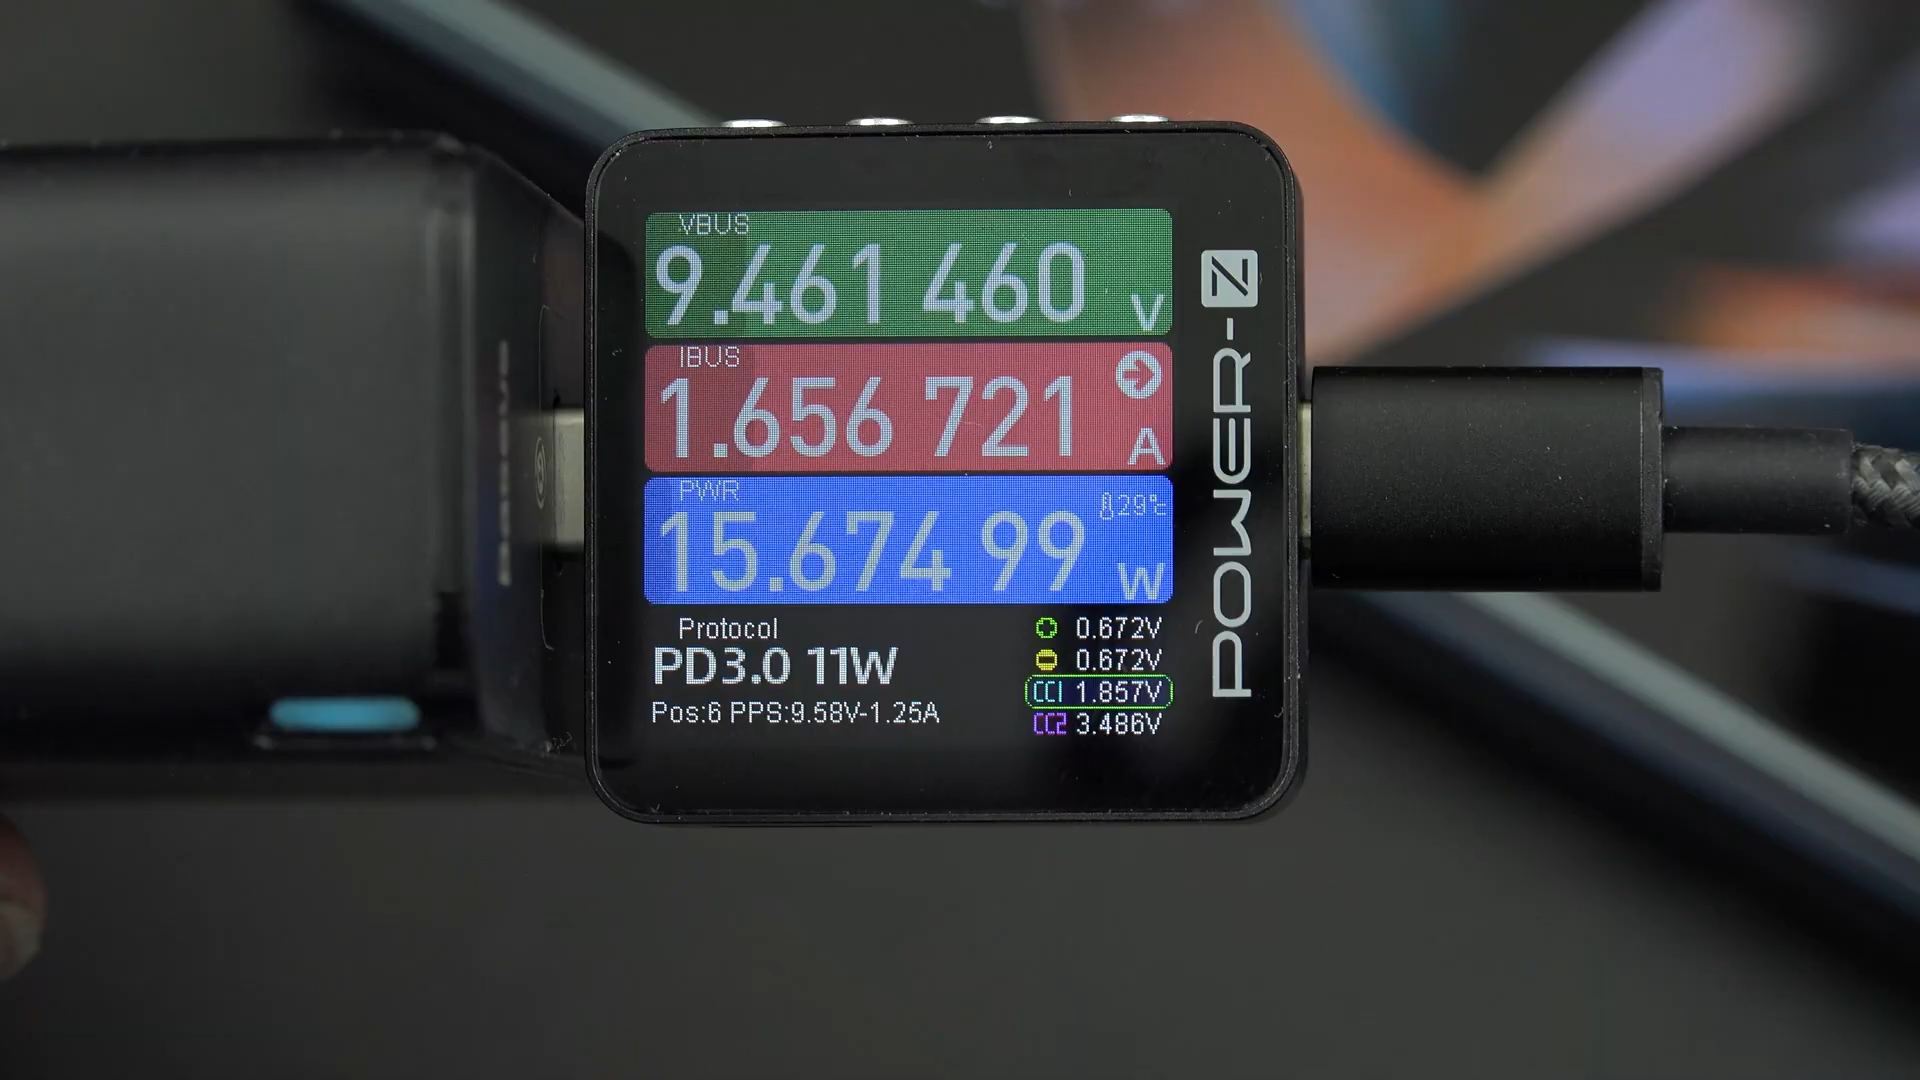 VBUS
9.461 460 V
IBUS
1.656 721 A
PWR
29℃
15.674 99 W
Protocol
PD3.0 11W
Pos:6 PPS:9.58V-1.25A
0.672V
0.672V
CC1 1.857V
CC2 3.486V
POWER-Z